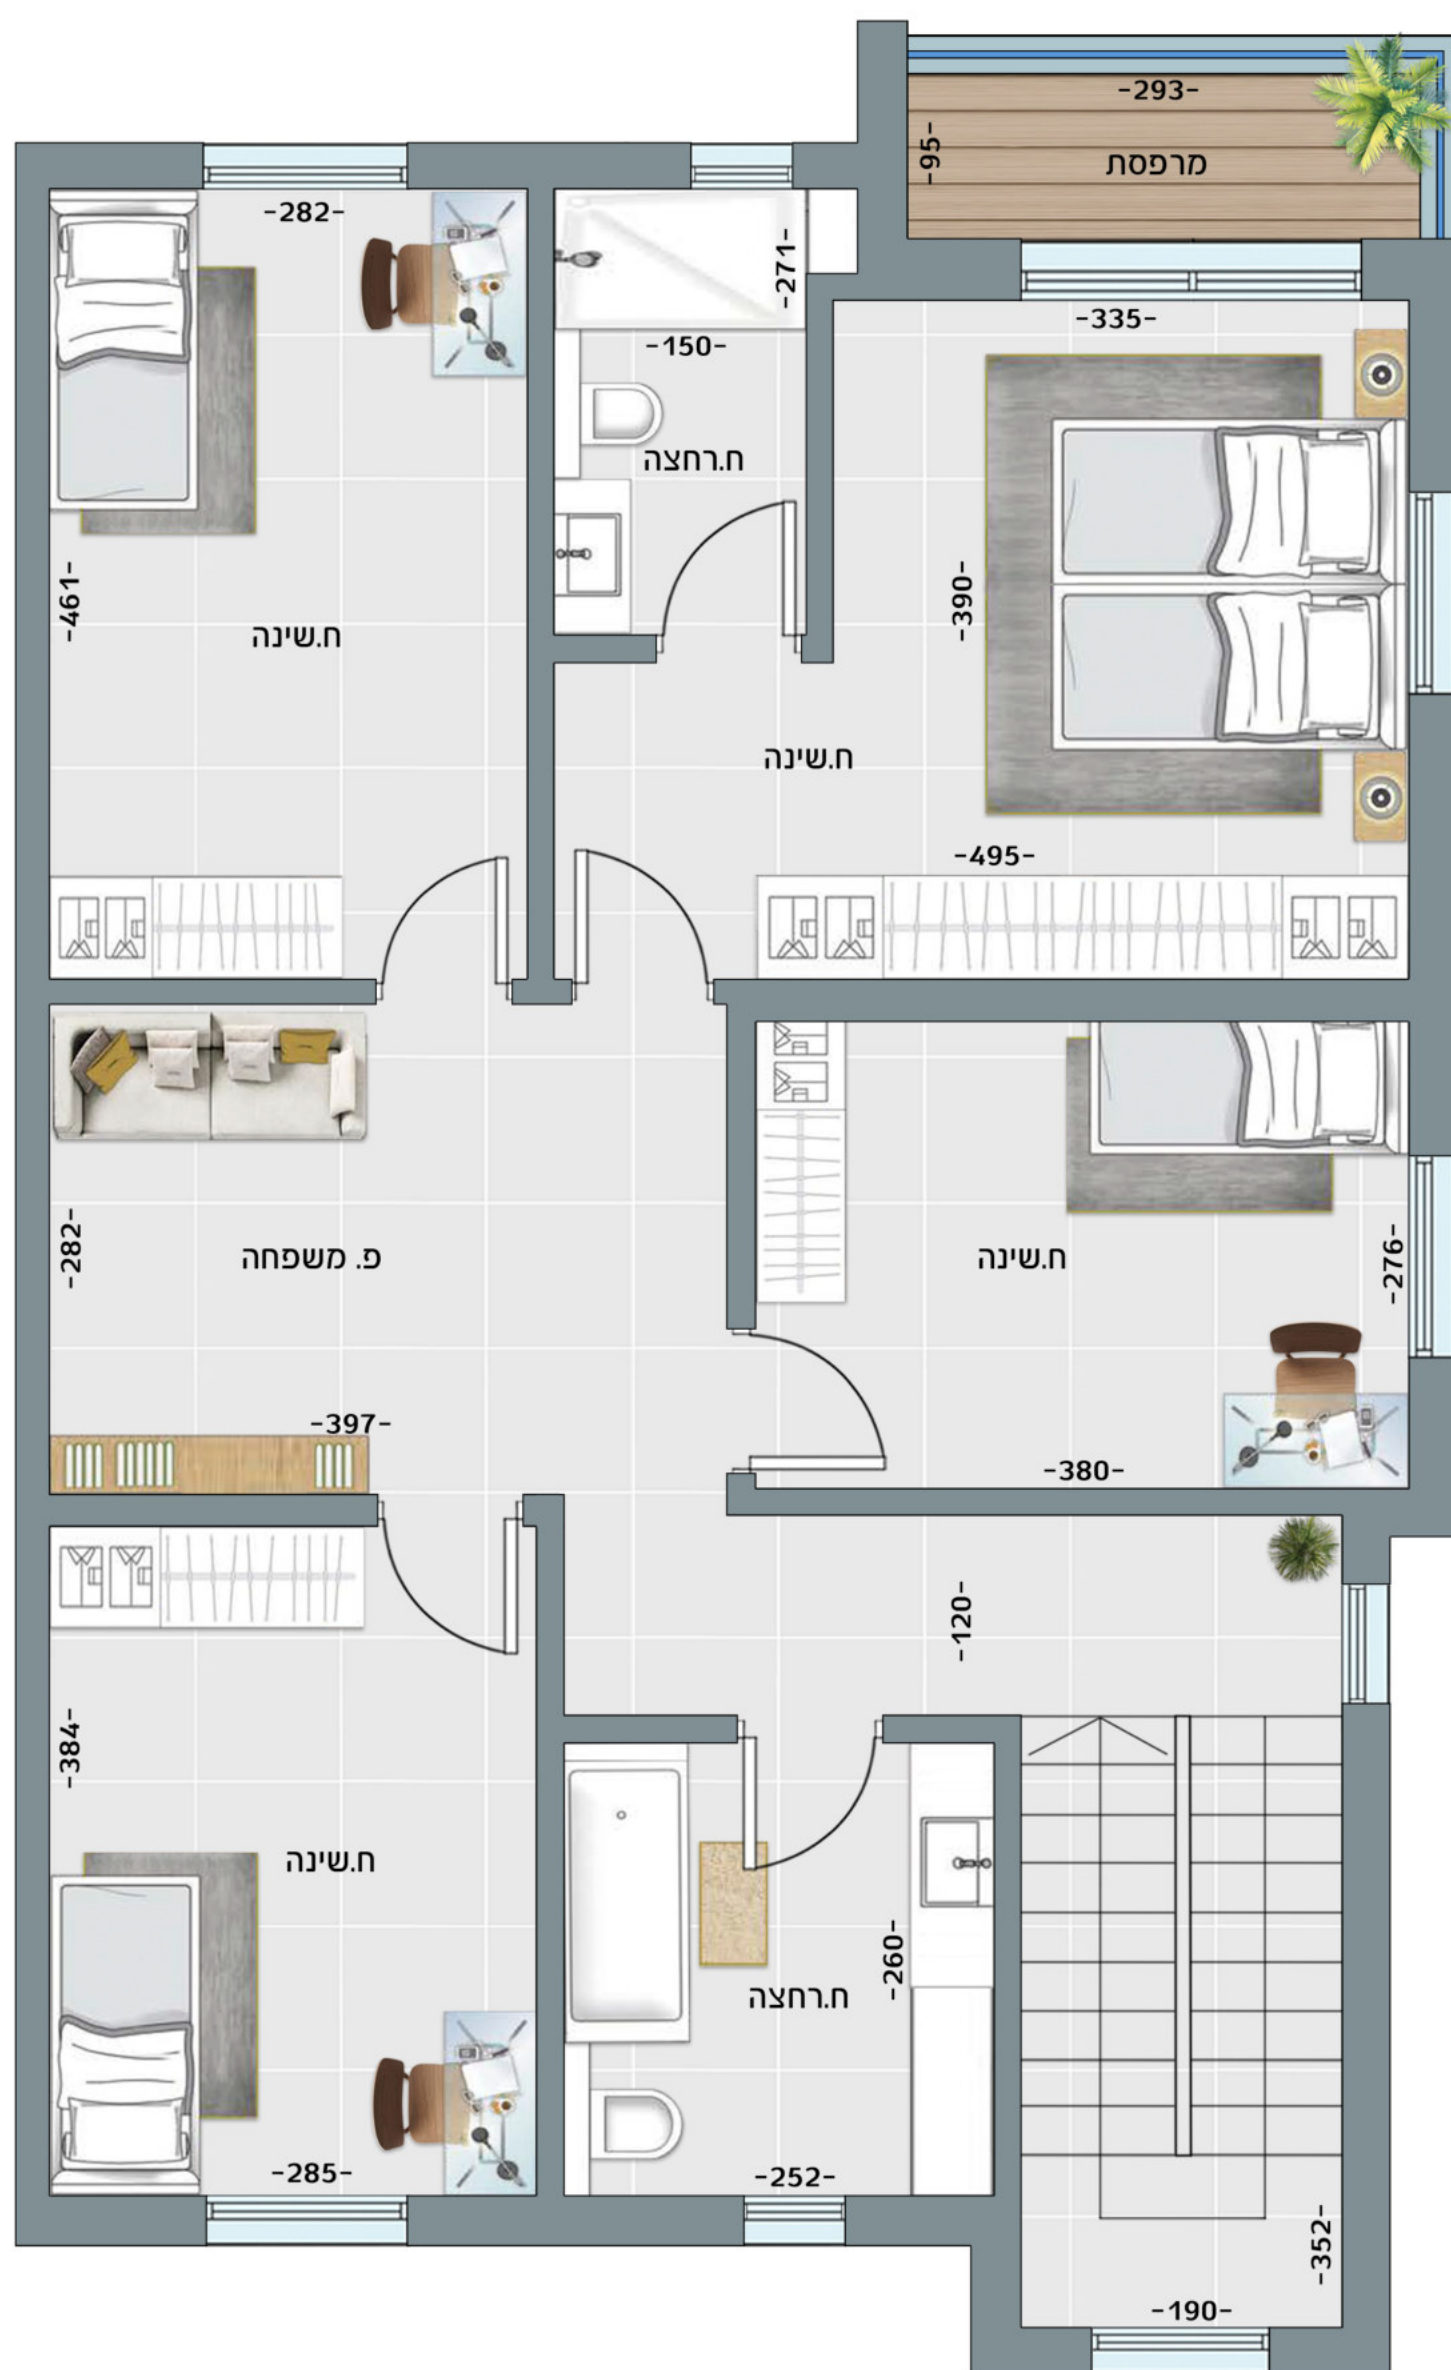 -293-
-95-
מרפסת
-282-
-271-
-335-
-150-
ח.רחצה
-461-
ח.שינה
-390-
ח.שינה
-495-
-282-
פ. משפחה
ח.שינה
-276-
-397-
-380-
-120-
-384-
ח.שינה
-260-
ח.רחצה
-285-
-252-
-352-
-190-